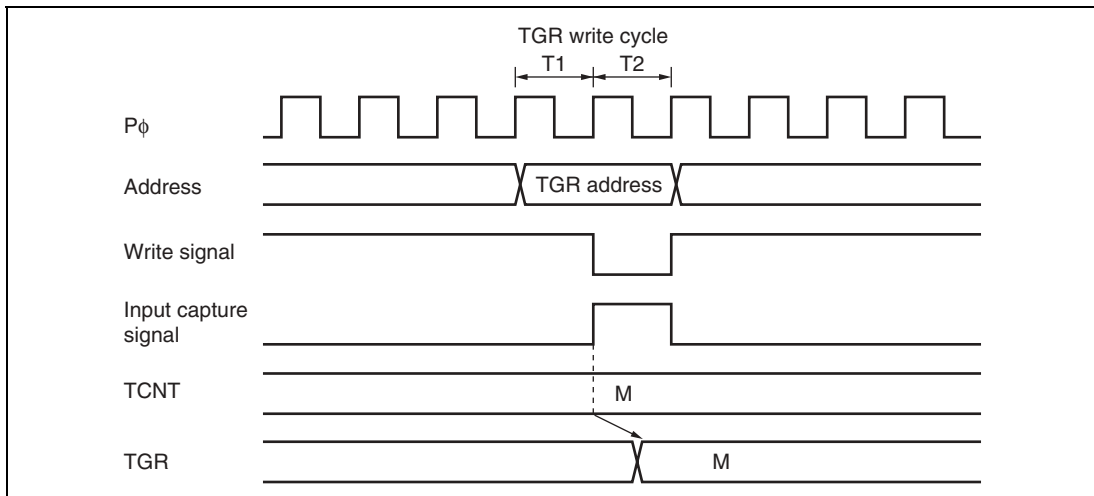 TGR write cycle
T1 T2
Pϕ
Address
TGR address
Write signal
Input capture
signal
TCNT
M
TGR
M